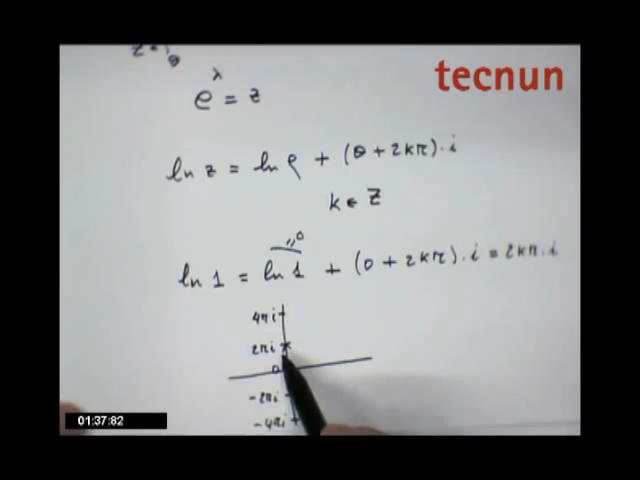 tecnun
e^λ = z
ln z = ln ρ + (θ + 2kπ)·i
k ∈ Z
ln 1 = ln 1 + (0 + 2kπ)·i = 2kπ·i
4πi
2πi
0
-2πi
-4πi
01:37:82